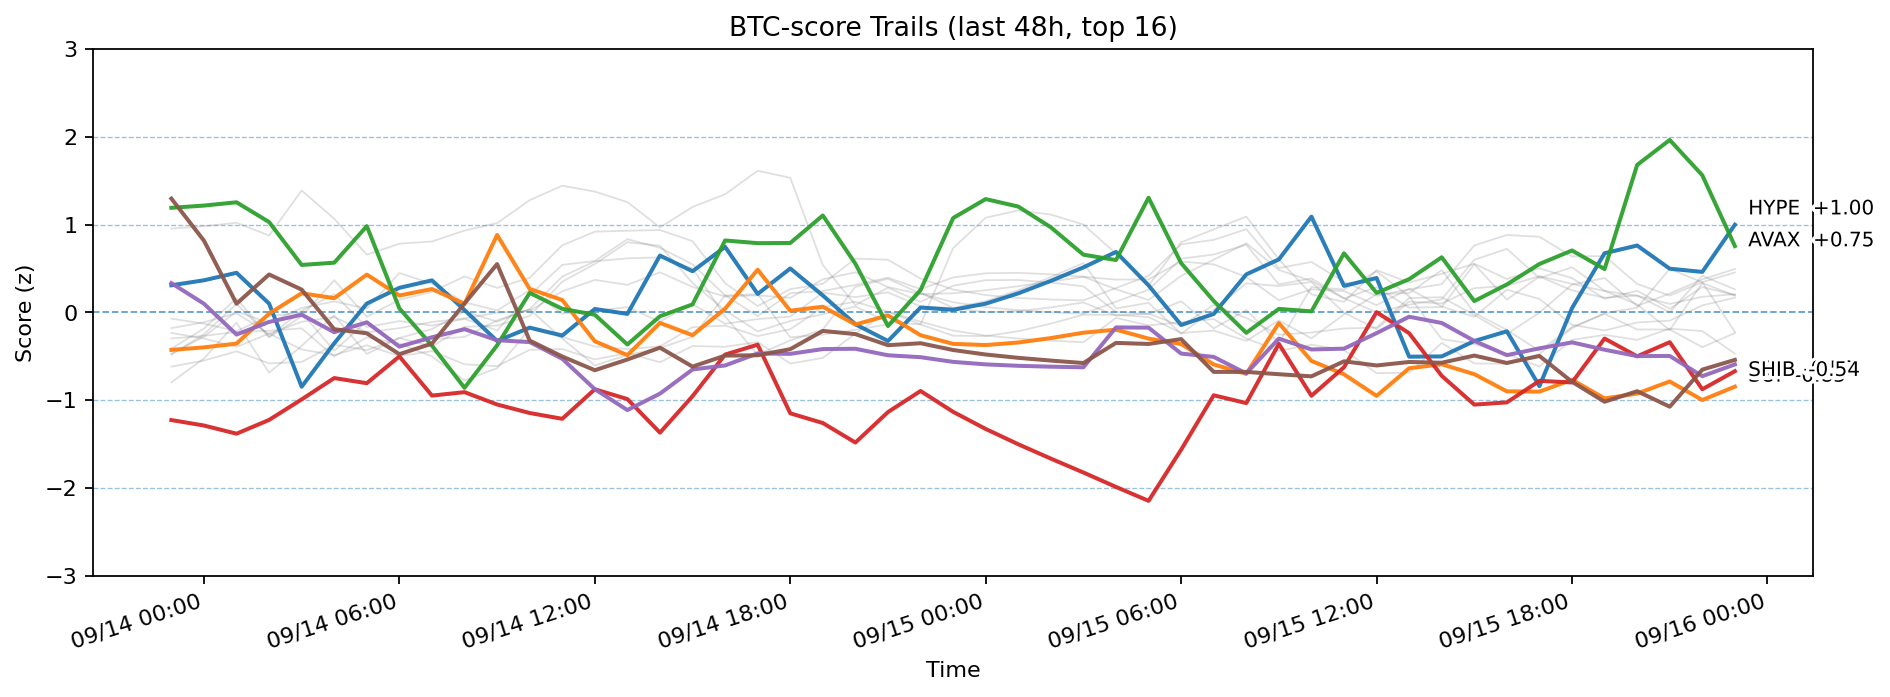 BTC-score Trails (last 48h, top 16)
3
2
1
0
−1
−2
−3
Score (z)
HYPE +1.00
AVAX +0.75
SHIB -0.54
09/14 00:00
09/14 06:00
09/14 12:00
09/14 18:00
09/15 00:00
09/15 06:00
09/15 12:00
09/15 18:00
09/16 00:00
Time